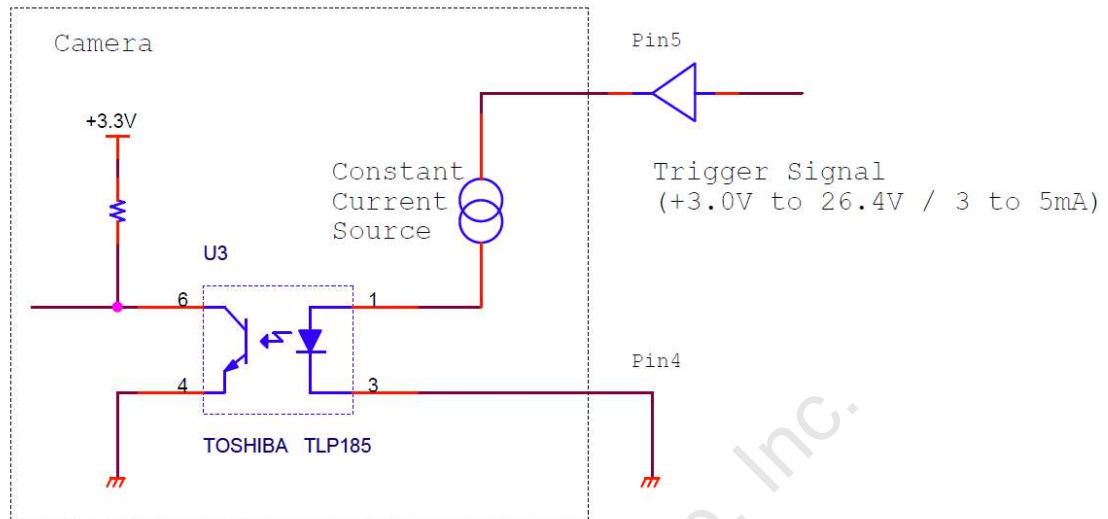 Camera
Pin5
+3.3V
Constant
Current
Source
Trigger Signal
(+3.0V to 26.4V / 3 to 5mA)
U3
6
1
Pin4
4
3
TOSHIBA TLP185
Inc.